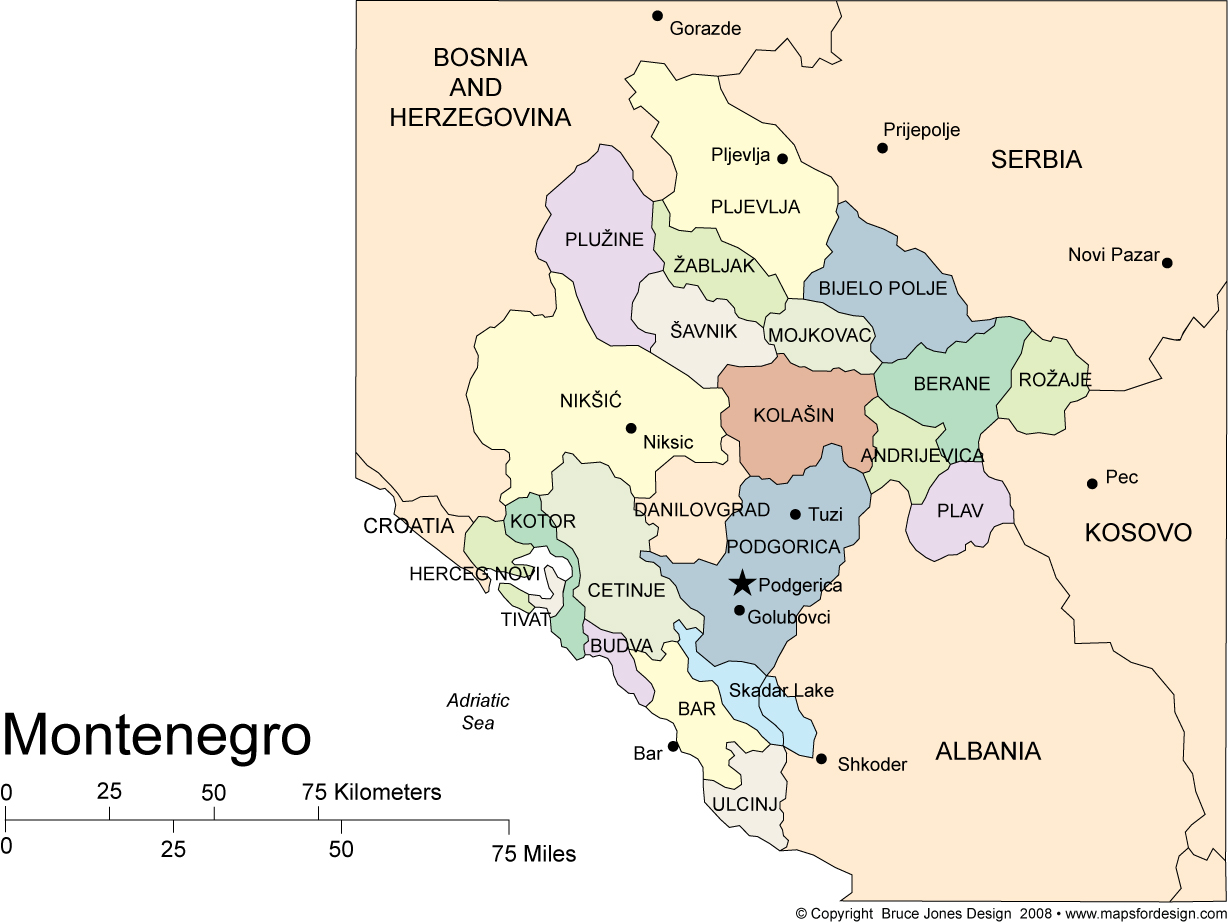 Gorazde
BOSNIA
AND
HERZEGOVINA
Prijepolje
Pljevlja
SERBIA
PLJEVLJA
PLUŽINE
Novi Pazar
ŽABLJAK
BIJELO POLJE
ŠAVNIK
MOJKOVAC
BERANE
ROŽAJE
NIKŠIĆ
KOLAŠIN
Niksic
ANDRIJEVICA
Pec
DANILOVGRAD
PLAV
Tuzi
KOTOR
CROATIA
KOSOVO
PODGORICA
HERCEG NOVI
Podgerica
CETINJE
TIVAT
Golubovci
BUDVA
Skadar Lake
Adriatic
Sea
BAR
Montenegro
Bar
ALBANIA
Shkoder
0 25 50 75 Kilometers
ULCINJ
0 25 50 75 Miles
© Copyright Bruce Jones Design 2008 • www.mapsfordesign.com